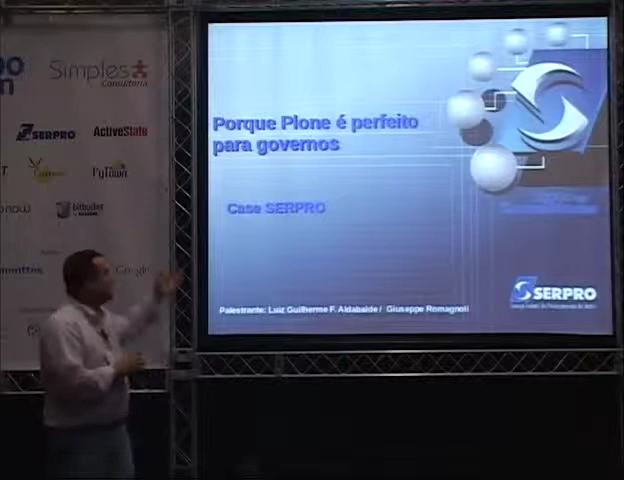 Simples
Consultoria
SERPRO
ActiveState
PyTown
Google
Porque Plone é perfeito
para governos
Case SERPRO
SERPRO
Palestrante: Luiz Guilherme F. Aldabalde / Giuseppe Romagnoli